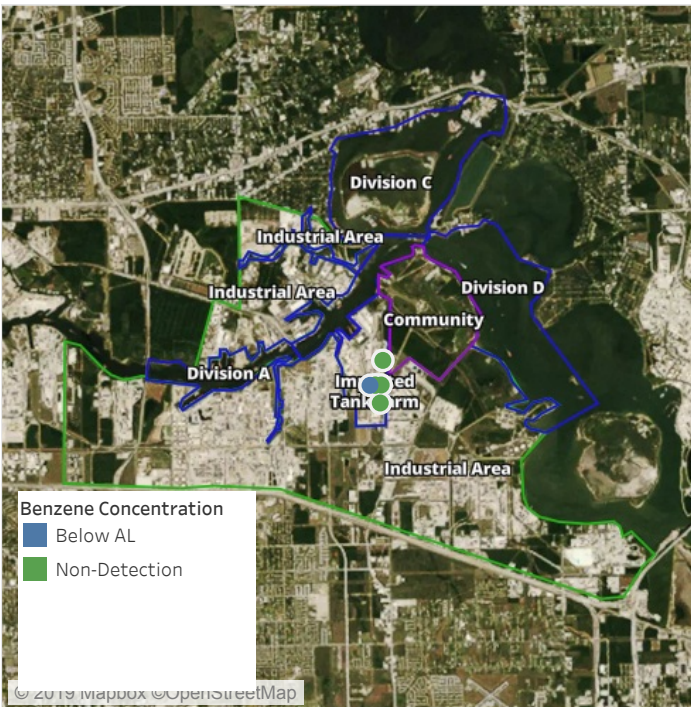 Division C
Industrial Area
Industrial Area
Division D
Community
Division A
Tank
Industrial Area
Benzene Concentration
Below AL
Non-Detection
© 2019 Mapbox ©OpenStreetMap